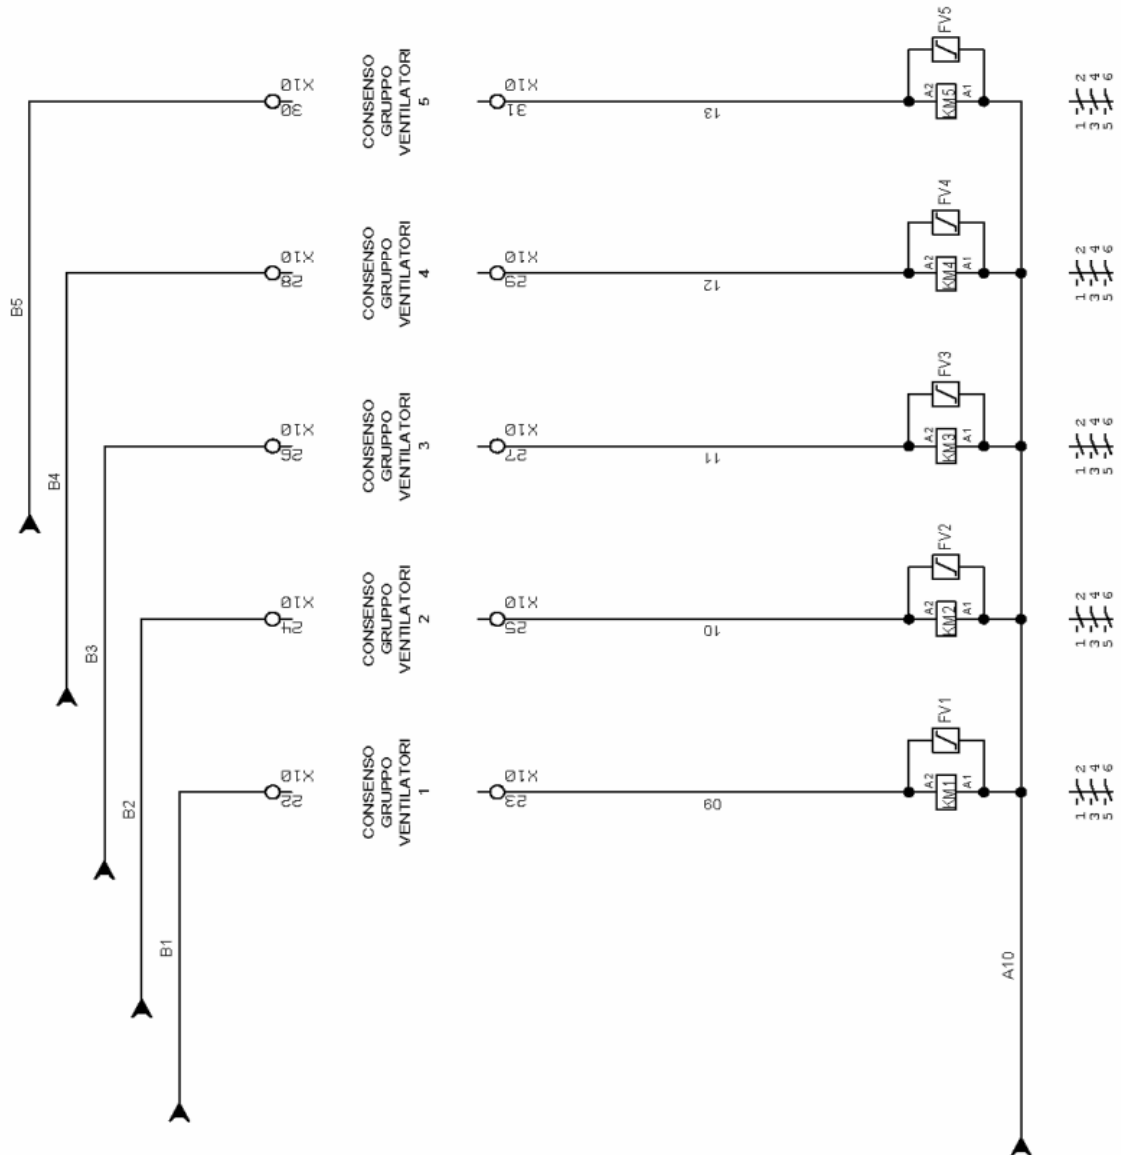 B5
X10
30
CONSENSO
GRUPPO
VENTILATORI
5
X10
31
13
FV5
A2
KM5
A1
1 2
3 4
5 6
B4
X10
28
CONSENSO
GRUPPO
VENTILATORI
4
X10
29
12
FV4
A2
KM4
A1
1 2
3 4
5 6
B3
X10
26
CONSENSO
GRUPPO
VENTILATORI
3
X10
27
11
FV3
A2
KM3
A1
1 2
3 4
5 6
B2
X10
24
CONSENSO
GRUPPO
VENTILATORI
2
X10
25
10
FV2
A2
KM2
A1
1 2
3 4
5 6
B1
X10
22
CONSENSO
GRUPPO
VENTILATORI
1
X10
23
09
FV1
A2
KM1
A1
1 2
3 4
5 6
A10